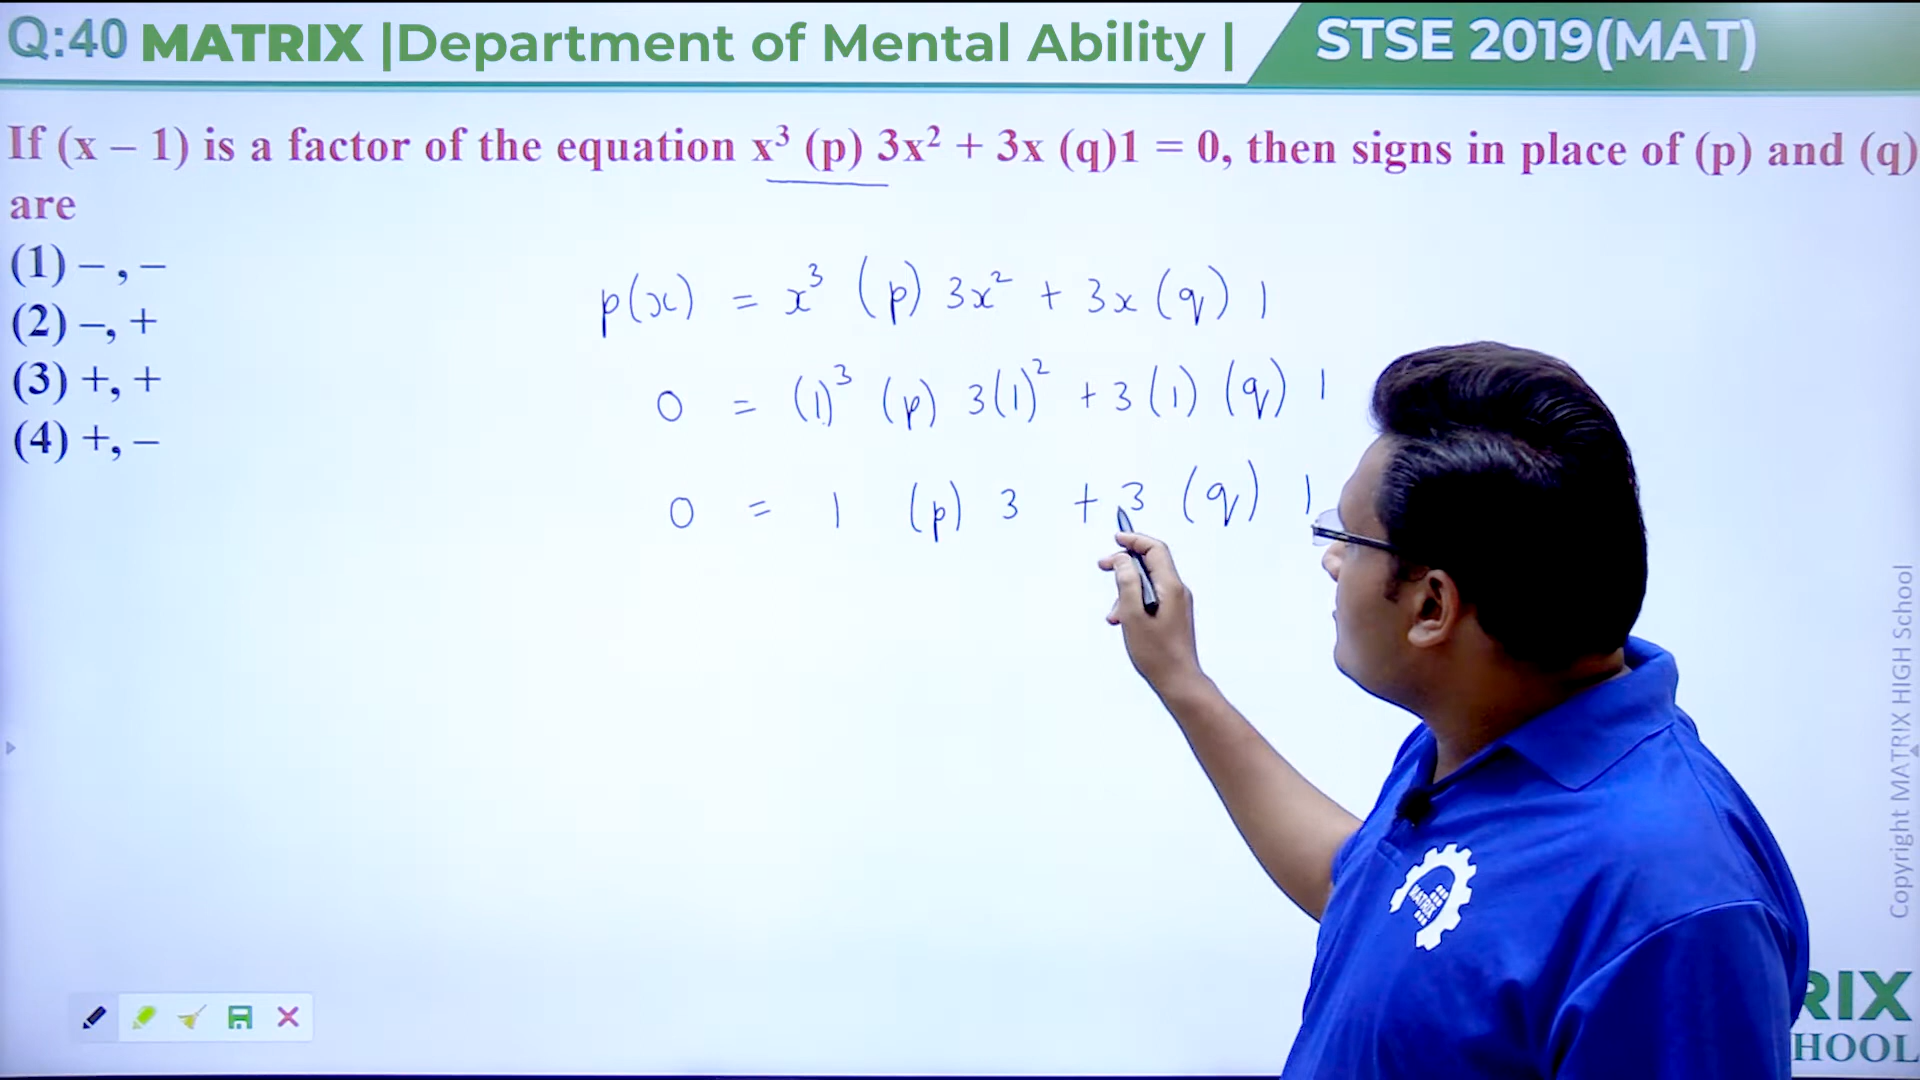 Q:40 MATRIX |Department of Mental Ability | STSE 2019(MAT)
If (x – 1) is a factor of the equation x³ (p) 3x² + 3x (q)1 = 0, then signs in place of (p) and (q)
are
(1) – , –
(2) –, +
(3) +, +
(4) +, –
p(x) = x³ (p) 3x² + 3x (q) 1
0 = (1)³ (p) 3(1)² + 3 (1) (q) 1
0 = 1 (p) 3 + 3 (q) 1
MATRIX
Copyright MATRIX HIGH School
RIX
HOOL